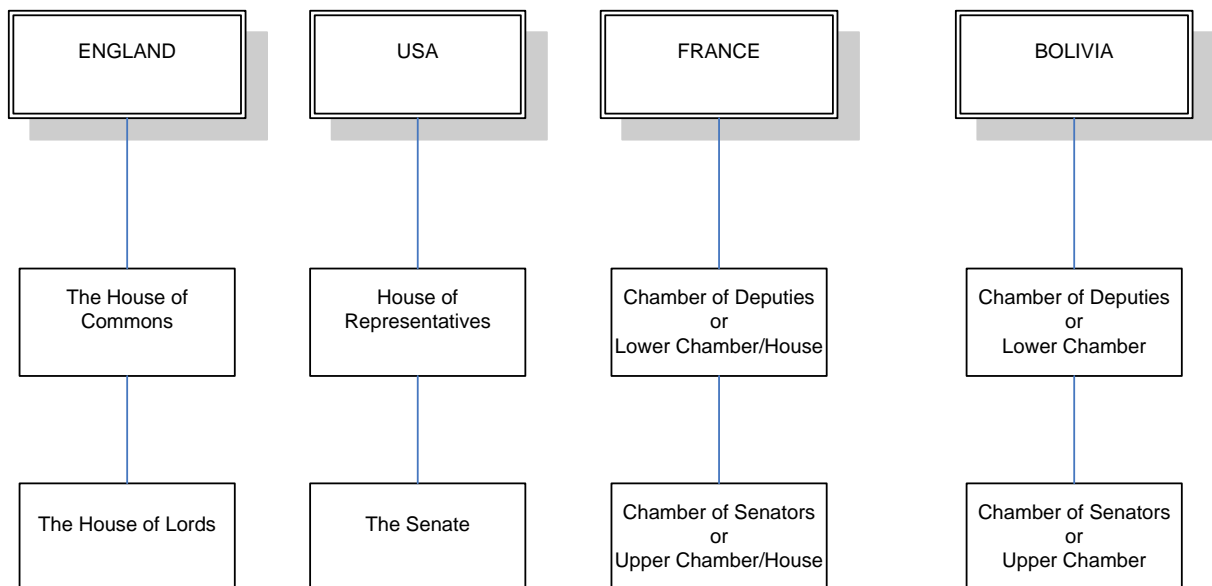 ENGLAND
USA
FRANCE
BOLIVIA
The House of
Commons
House of
Representatives
Chamber of Deputies
or
Lower Chamber/House
Chamber of Deputies
or
Lower Chamber
The House of Lords
The Senate
Chamber of Senators
or
Upper Chamber/House
Chamber of Senators
or
Upper Chamber